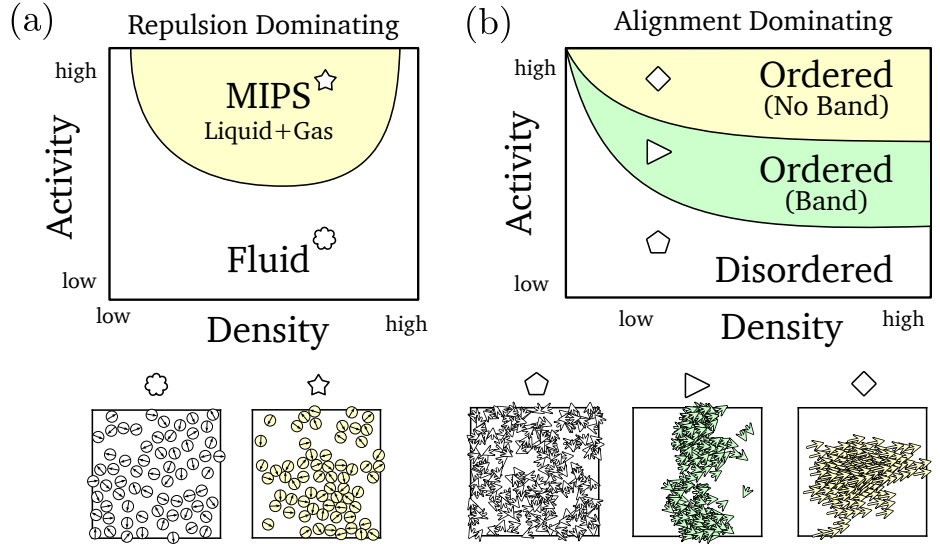 (a)
Repulsion Dominating
high
MIPS
Liquid+Gas
Activity
Fluid
low
low
Density
high
(b)
Alignment Dominating
high
Ordered
(No Band)
Activity
Ordered
(Band)
Disordered
low
low
Density
high